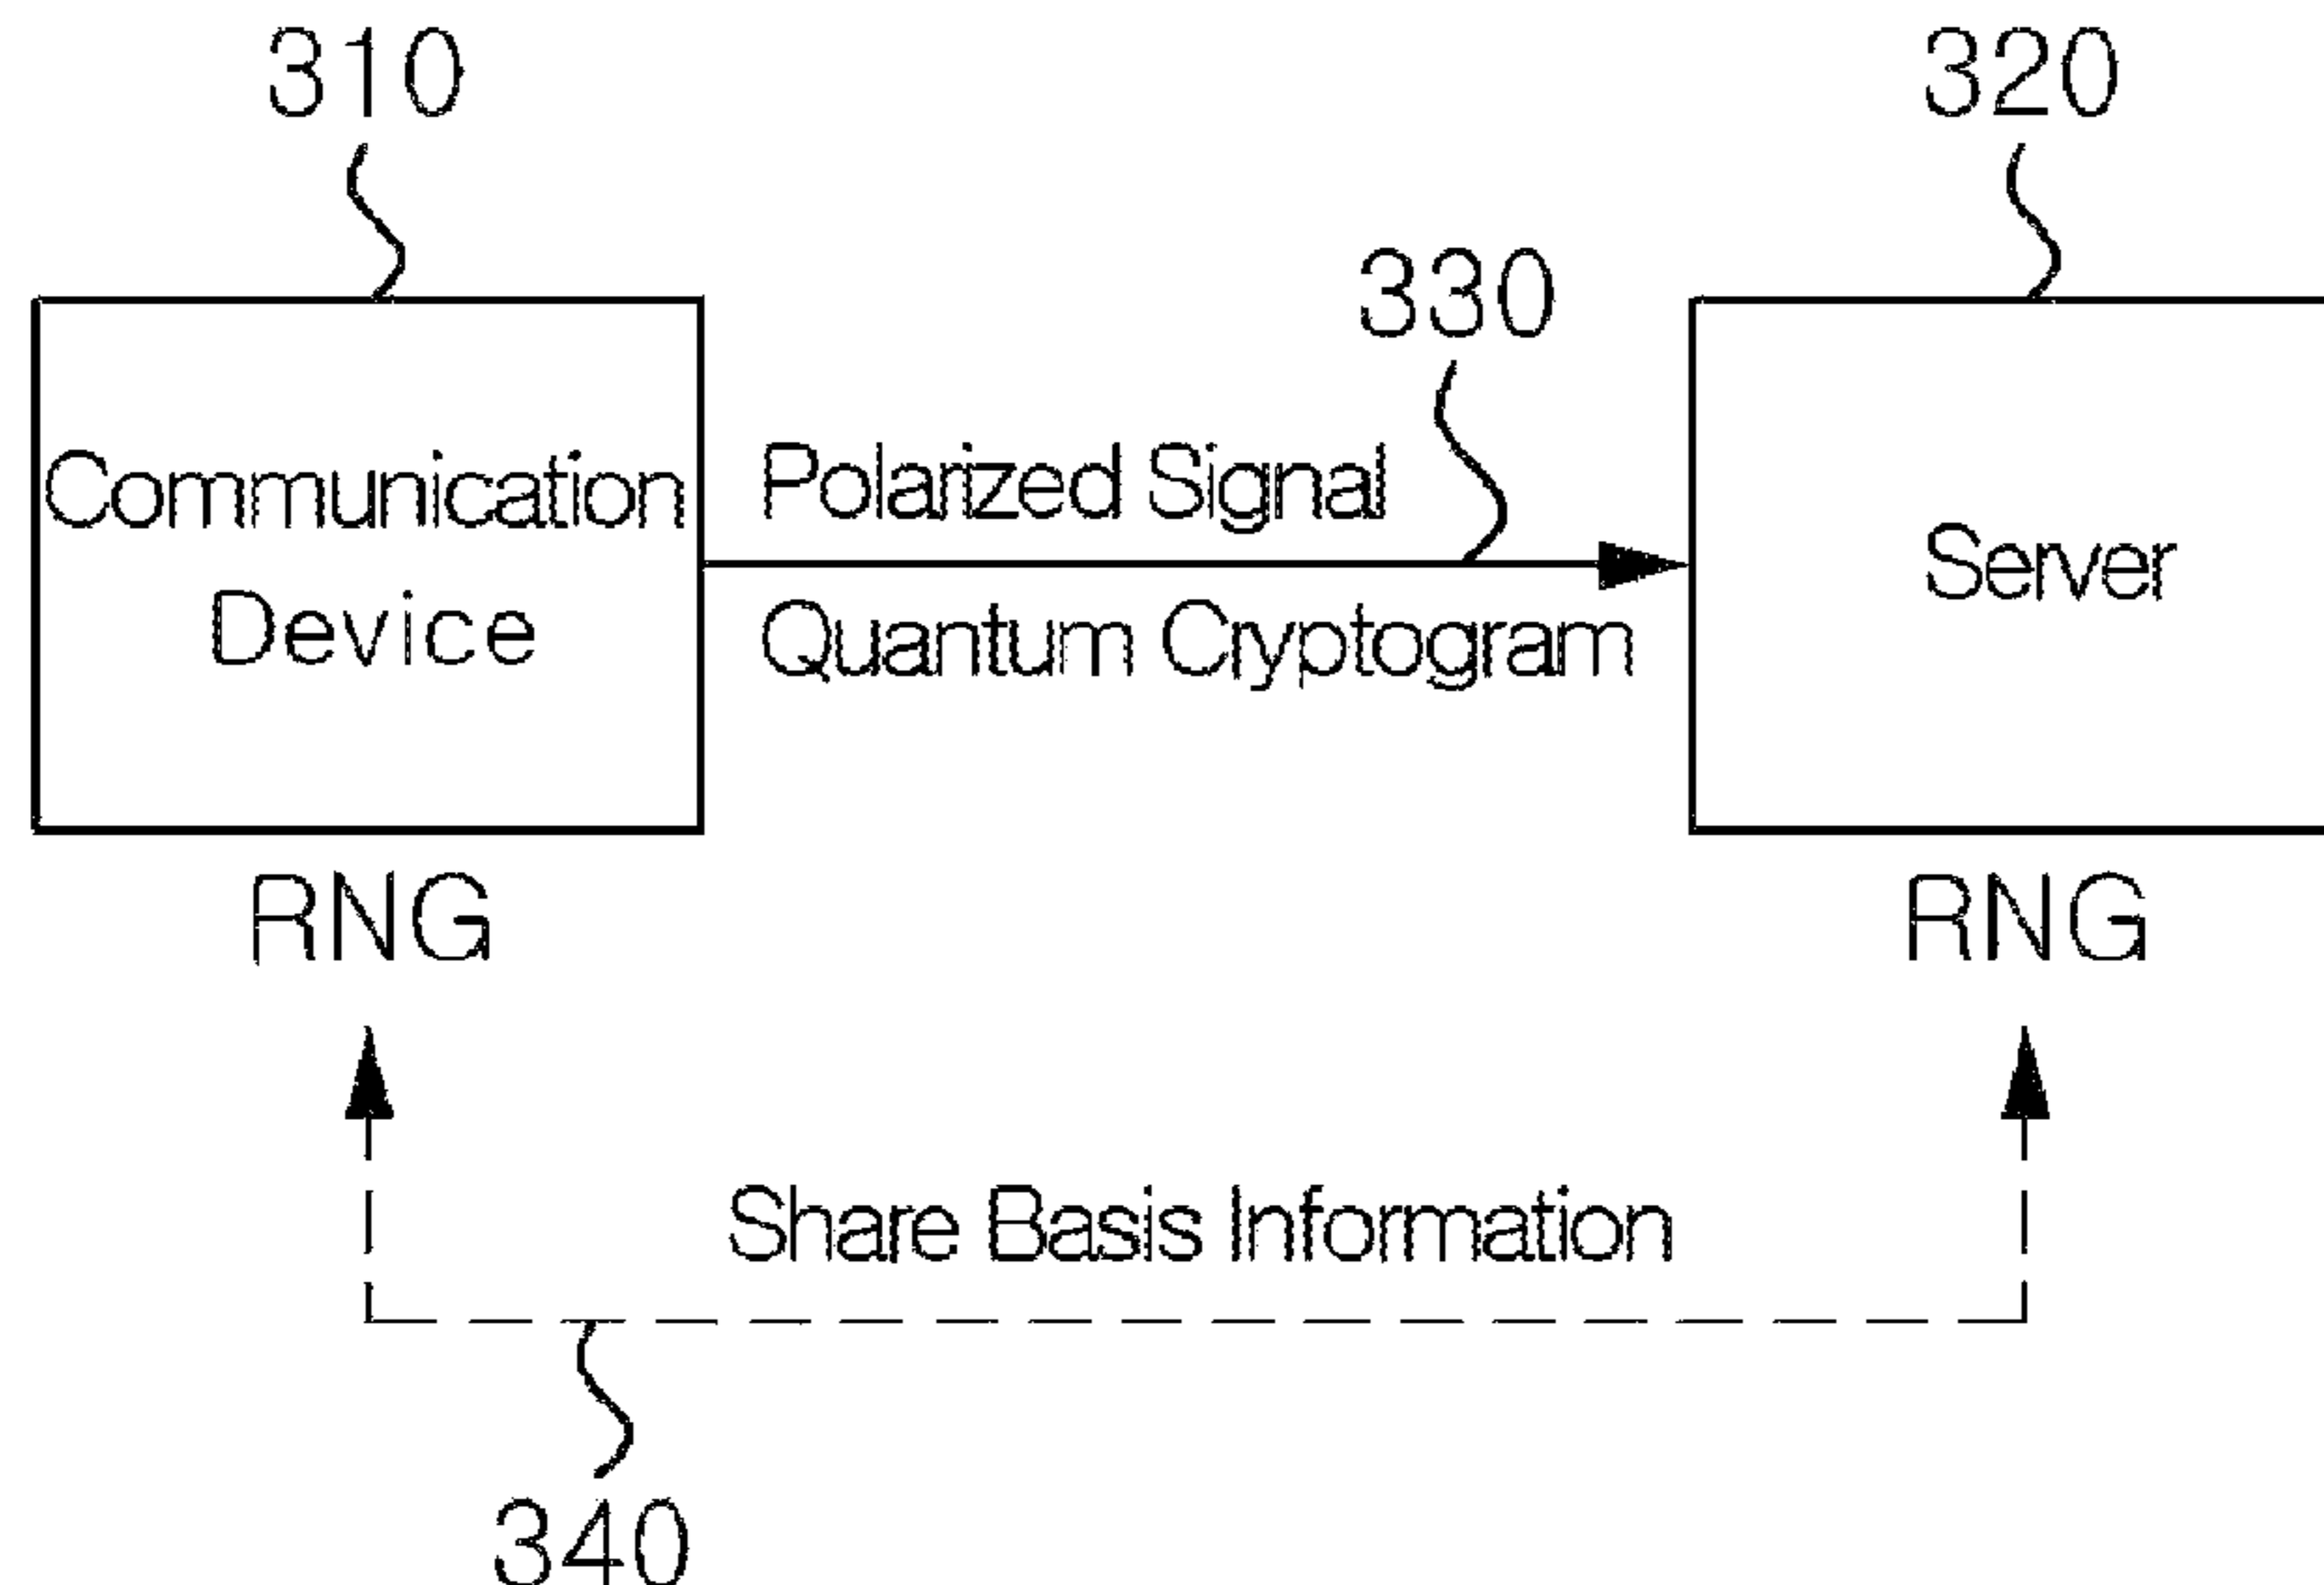 310
320
330
Communication
Device
Polarized Signal
Quantum Cryptogram
Server
RNG
RNG
Share Basis Information
340